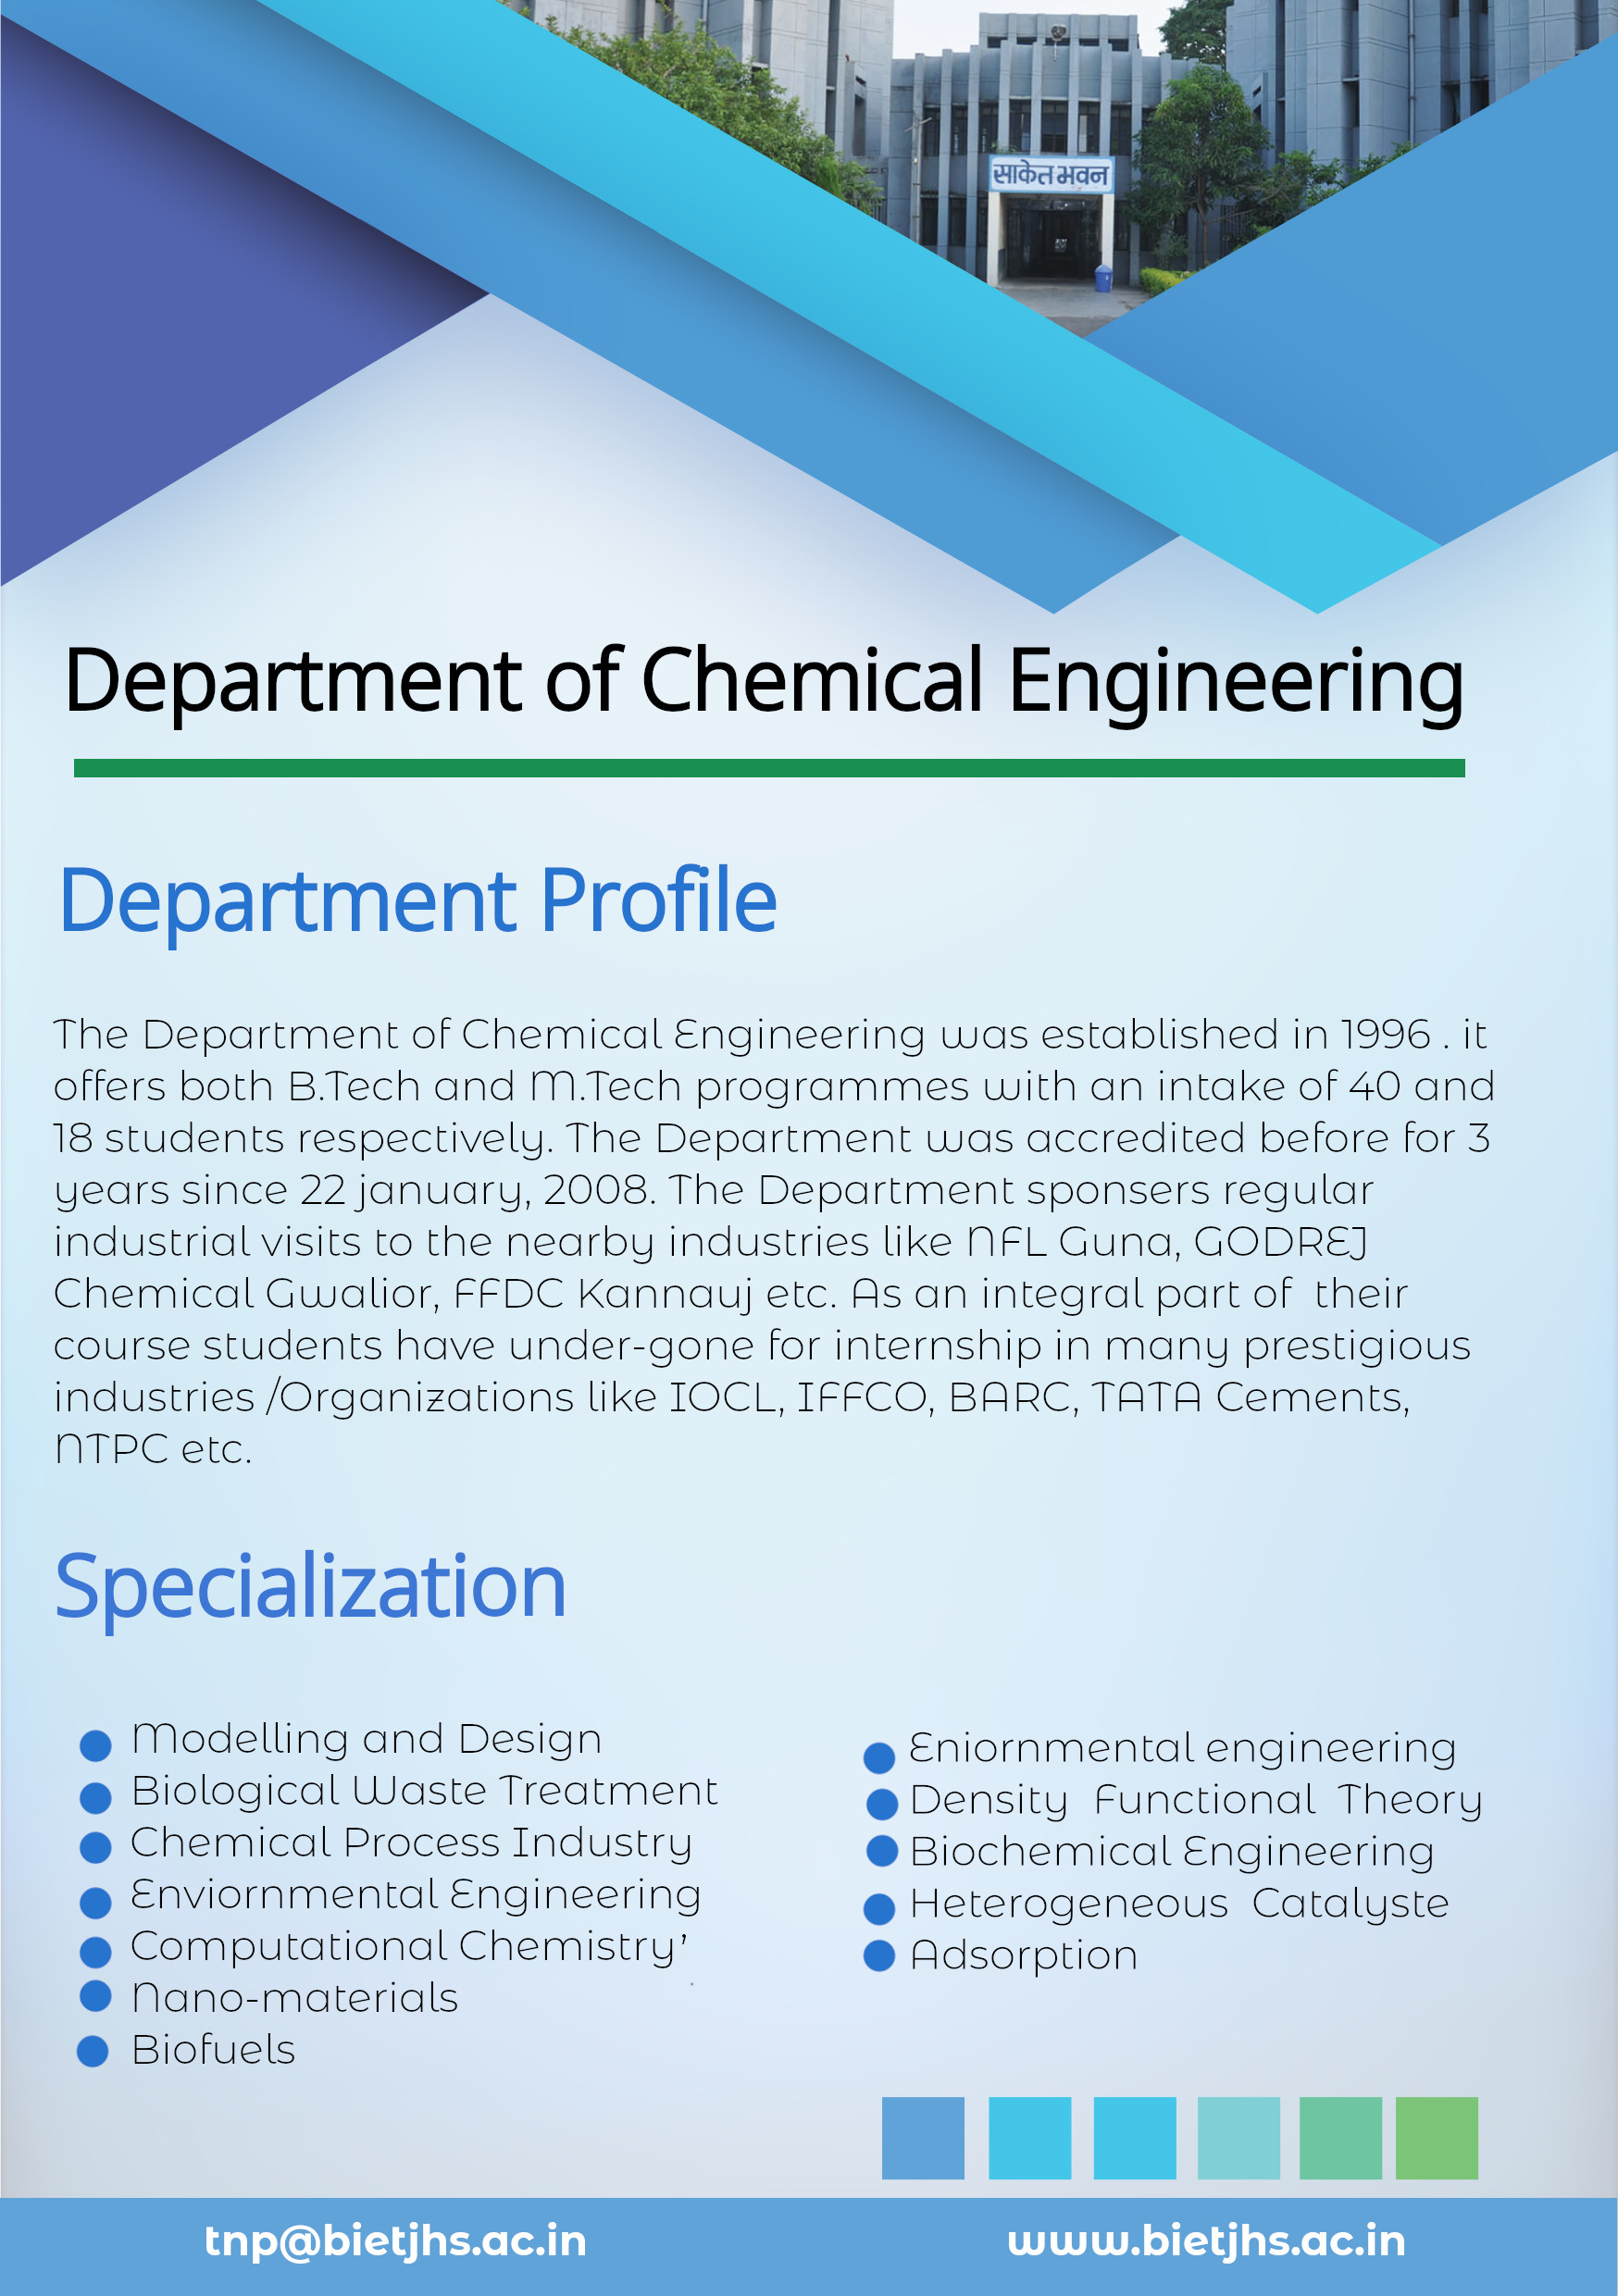 साकेत भवन
Department of Chemical Engineering
Department Profile
The Department of Chemical Engineering was established in 1996 . it
offers both B.Tech and M.Tech programmes with an intake of 40 and
18 students respectively. The Department was accredited before for 3
years since 22 january, 2008. The Department sponsers regular
industrial visits to the nearby industries like NFL Guna, GODREJ
Chemical Gwalior, FFDC Kannauj etc. As an integral part of  their
course students have under-gone for internship in many prestigious
industries /Organizations like IOCL, IFFCO, BARC, TATA Cements,
NTPC etc.
Specialization
Modelling and Design
Biological Waste Treatment
Chemical Process Industry
Enviornmental Engineering
Computational Chemistry’
Nano-materials
Biofuels
Eniornmental engineering
Density  Functional  Theory
Biochemical Engineering
Heterogeneous  Catalyste
Adsorption
tnp@bietjhs.ac.in
www.bietjhs.ac.in